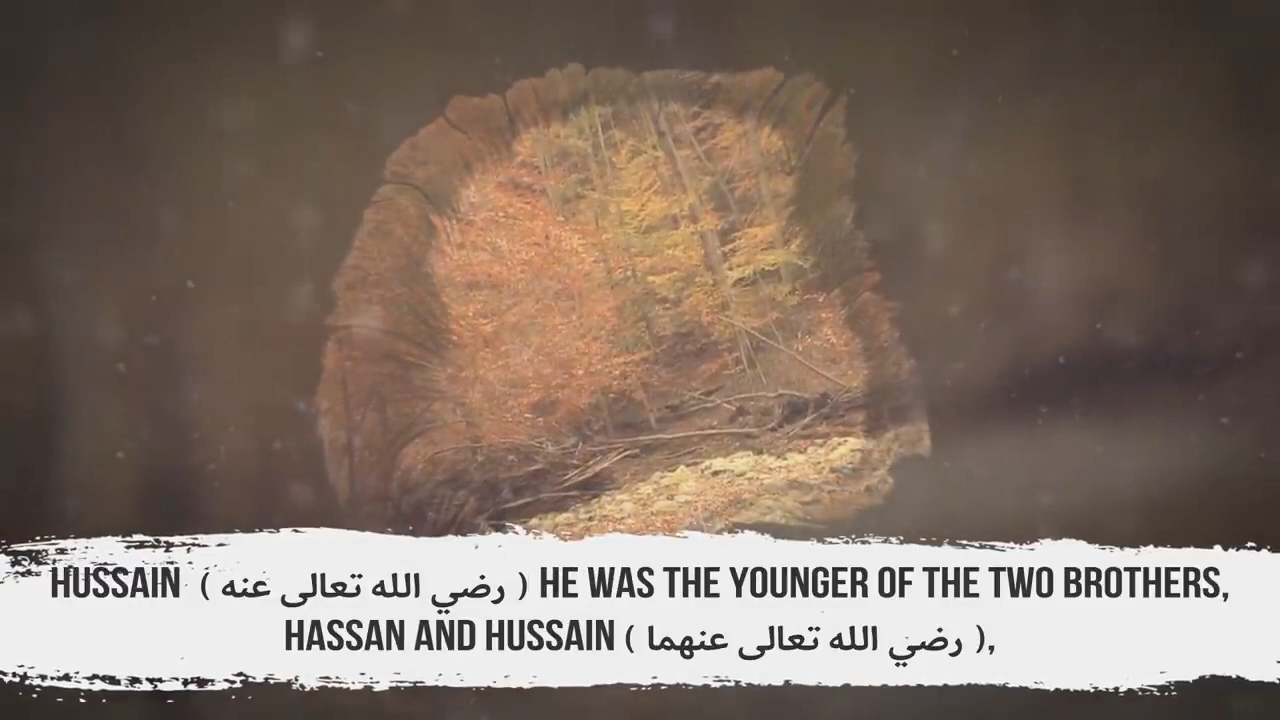 HUSSAIN ( رضي الله تعالى عنه ) HE WAS THE YOUNGER OF THE TWO BROTHERS,
HASSAN AND HUSSAIN ( رضي الله تعالى عنهما ),